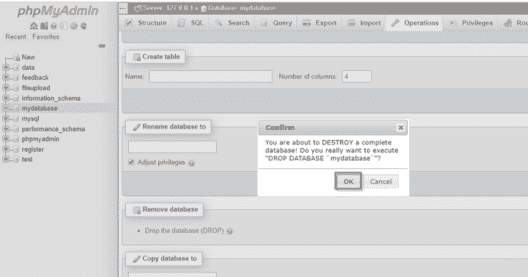 phpMyAdmin
Recent Favorites
New
data
feedback
fileupload
information_schema
mydatabase
mysql
performance_schema
phpmyadmin
register
test
Server: 127.0.0.1 » Database: mydatabase
Structure SQL Search Query Export Import Operations Privileges
Create table
Name: Number of columns: 4
Rename database to
Adjust privileges
Confirm
You are about to DESTROY a complete
database! Do you really want to execute
"DROP DATABASE `mydatabase`"?
OK Cancel
Remove database
Drop the database (DROP)
Copy database to